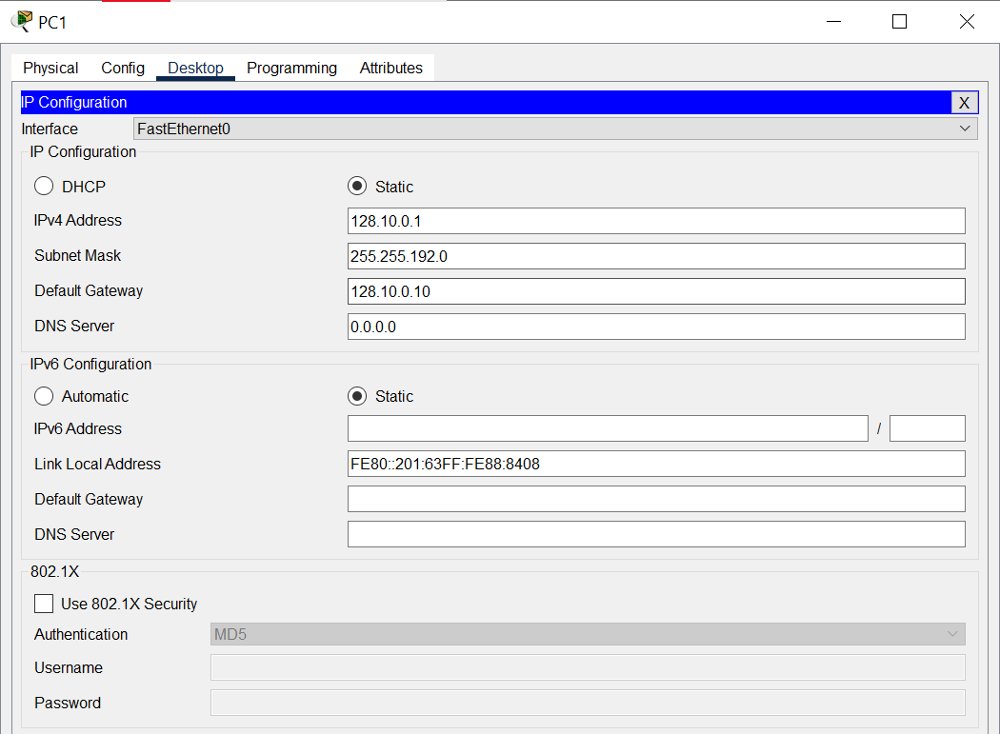 PC1
Physical Config Desktop Programming Attributes
IP Configuration X
Interface FastEthernet0
IP Configuration
DHCP Static
IPv4 Address 128.10.0.1
Subnet Mask 255.255.192.0
Default Gateway 128.10.0.10
DNS Server 0.0.0.0
IPv6 Configuration
Automatic Static
IPv6 Address /
Link Local Address FE80::201:63FF:FE88:8408
Default Gateway
DNS Server
802.1X
Use 802.1X Security
Authentication MD5
Username
Password